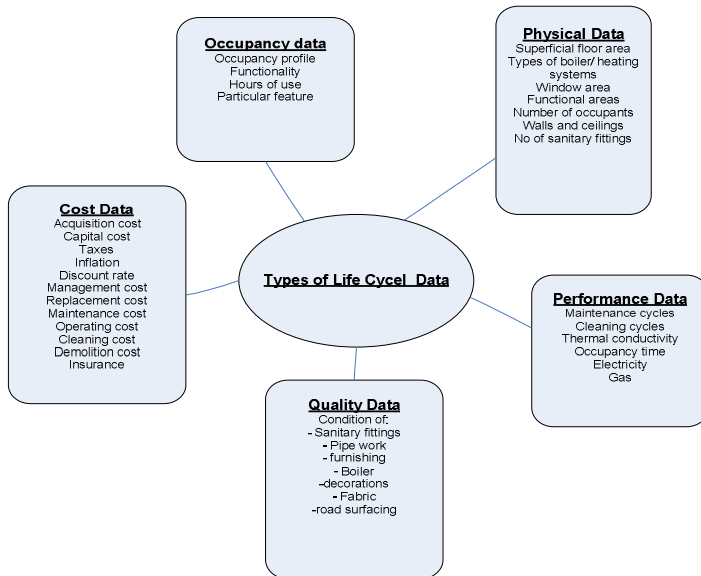 Occupancy data
Occupancy profile
Functionality
Hours of use
Particular feature
Physical Data
Superficial floor area
Types of boiler/ heating
systems
Window area
Functional areas
Number of occupants
Walls and ceilings
No of sanitary fittings
Cost Data
Acquisition cost
Capital cost
Taxes
Inflation
Discount rate
Management cost
Replacement cost
Maintenance cost
Operating cost
Cleaning cost
Demolition cost
Insurance
Types of Life Cycel Data
Performance Data
Maintenance cycles
Cleaning cycles
Thermal conductivity
Occupancy time
Electricity
Gas
Quality Data
Condition of:
- Sanitary fittings
- Pipe work
- furnishing
- Boiler
-decorations
- Fabric
-road surfacing